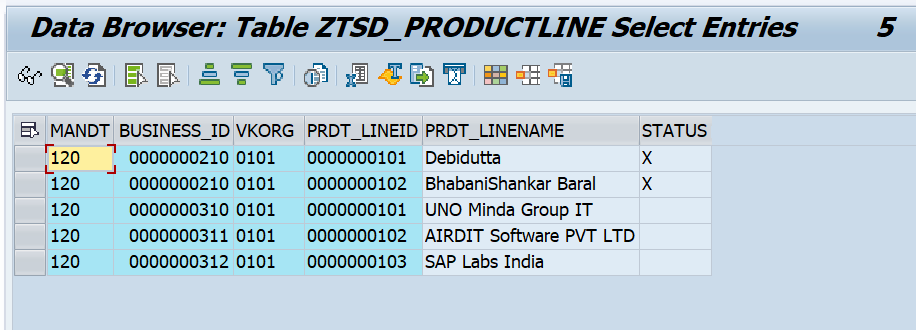 Data Browser: Table ZTSD_PRODUCTLINE Select Entries 5
MANDT BUSINESS_ID VKORG PRDT_LINEID PRDT_LINENAME STATUS
120 0000000210 0101 0000000101 Debidutta X
120 0000000210 0101 0000000102 BhabaniShankar Baral X
120 0000000310 0101 0000000101 UNO Minda Group IT
120 0000000311 0101 0000000102 AIRDIT Software PVT LTD
120 0000000312 0101 0000000103 SAP Labs India